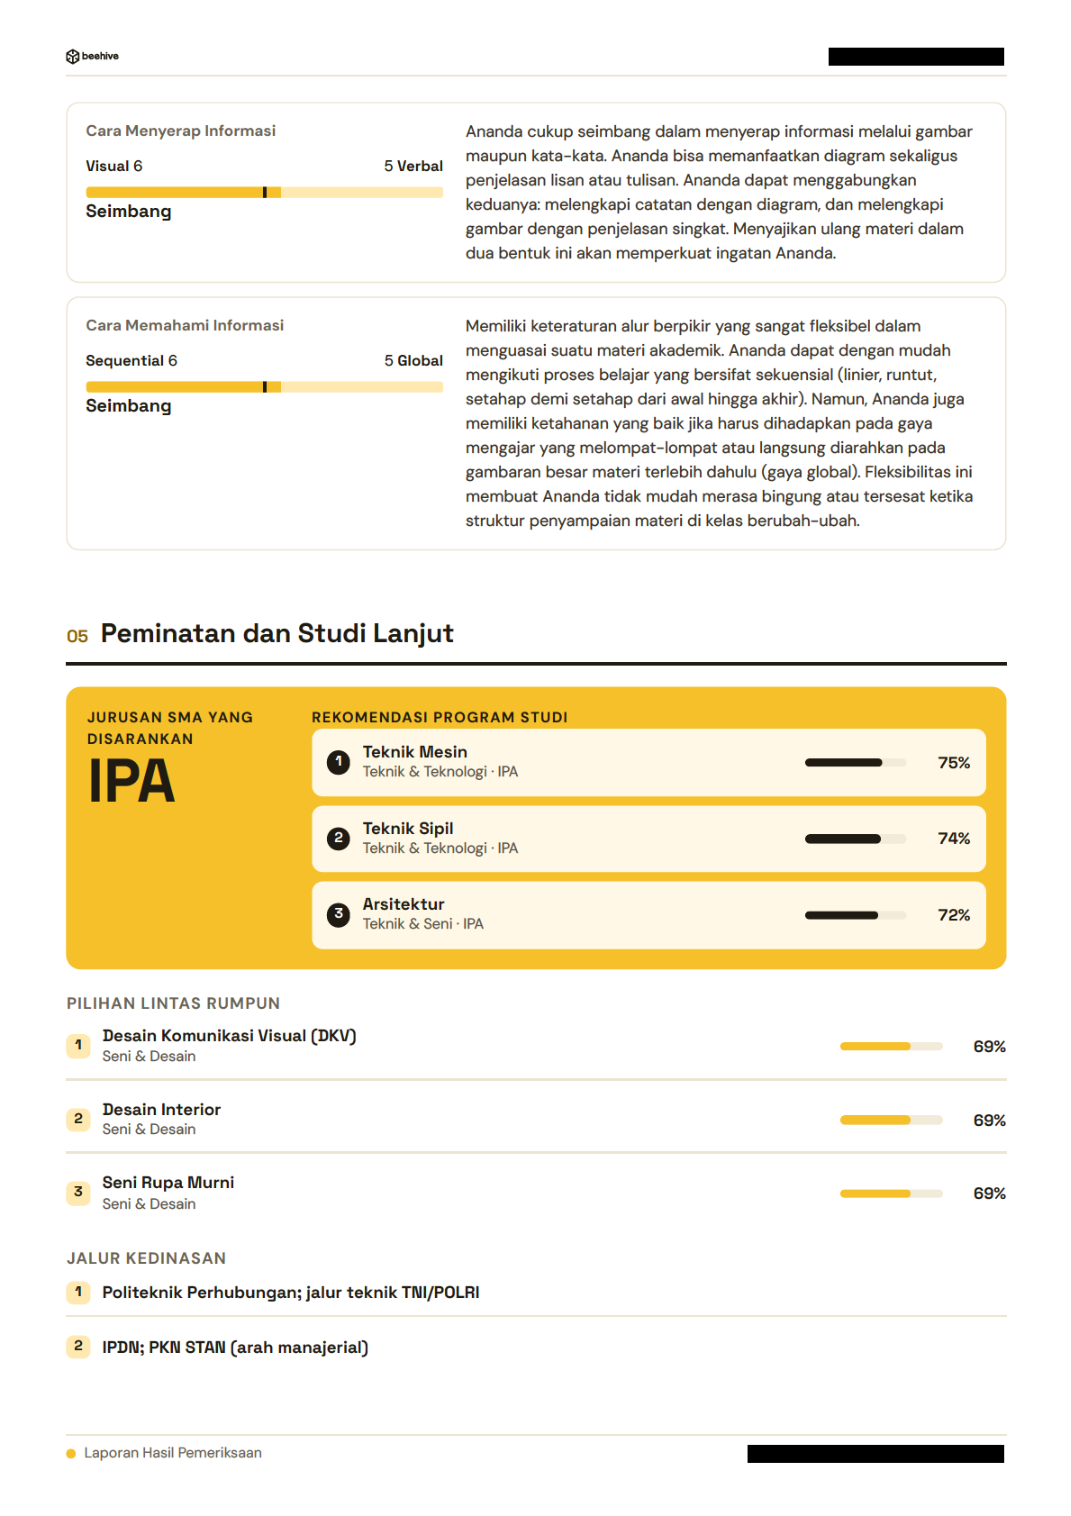 beehive
Cara Menyerap Informasi
Visual 6
5 Verbal
Seimbang
Ananda cukup seimbang dalam menyerap informasi melalui gambar
maupun kata-kata. Ananda bisa memanfaatkan diagram sekaligus
penjelasan lisan atau tulisan. Ananda dapat menggabungkan
keduanya: melengkapi catatan dengan diagram, dan melengkapi
gambar dengan penjelasan singkat. Menyajikan ulang materi dalam
dua bentuk ini akan memperkuat ingatan Ananda.
Cara Memahami Informasi
Sequential 6
5 Global
Seimbang
Memiliki keteraturan alur berpikir yang sangat fleksibel dalam
menguasai suatu materi akademik. Ananda dapat dengan mudah
mengikuti proses belajar yang bersifat sekuensial (linier, runtut,
setahap demi setahap dari awal hingga akhir). Namun, Ananda juga
memiliki ketahanan yang baik jika harus dihadapkan pada gaya
mengajar yang melompat-lompat atau langsung diarahkan pada
gambaran besar materi terlebih dahulu (gaya global). Fleksibilitas ini
membuat Ananda tidak mudah merasa bingung atau tersesat ketika
struktur penyampaian materi di kelas berubah-ubah.
05 Peminatan dan Studi Lanjut
JURUSAN SMA YANG
DISARANKAN
IPA
REKOMENDASI PROGRAM STUDI
1 Teknik Mesin
Teknik & Teknologi · IPA
75%
2 Teknik Sipil
Teknik & Teknologi · IPA
74%
3 Arsitektur
Teknik & Seni · IPA
72%
PILIHAN LINTAS RUMPUN
1 Desain Komunikasi Visual (DKV)
Seni & Desain
69%
2 Desain Interior
Seni & Desain
69%
3 Seni Rupa Murni
Seni & Desain
69%
JALUR KEDINASAN
1 Politeknik Perhubungan; jalur teknik TNI/POLRI
2 IPDN; PKN STAN (arah manajerial)
Laporan Hasil Pemeriksaan